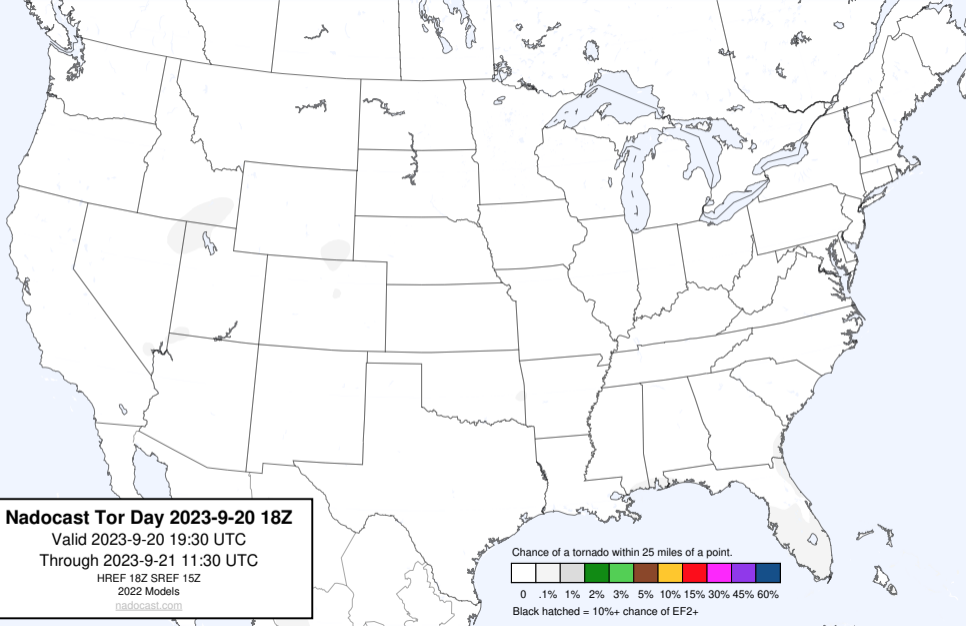 Nadocast Tor Day 2023-9-20 18Z
Valid 2023-9-20 19:30 UTC
Through 2023-9-21 11:30 UTC
HREF 18Z SREF 15Z
2022 Models
nadocast.com
Chance of a tornado within 25 miles of a point.
0 .1% 1% 2% 3% 5% 10% 15% 30% 45% 60%
Black hatched = 10%+ chance of EF2+